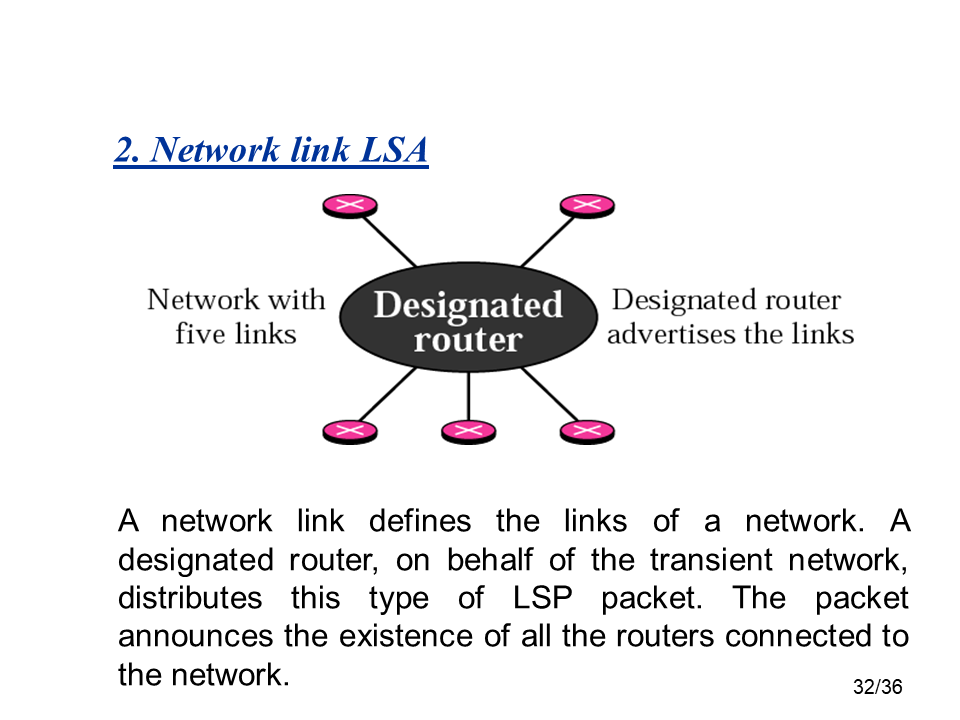 2. Network link LSA
Network with
five links
Designated
router
Designated router
advertises the links
A network link defines the links of a network. A
designated router, on behalf of the transient network,
distributes this type of LSP packet. The packet
announces the existence of all the routers connected to
the network.
32/36